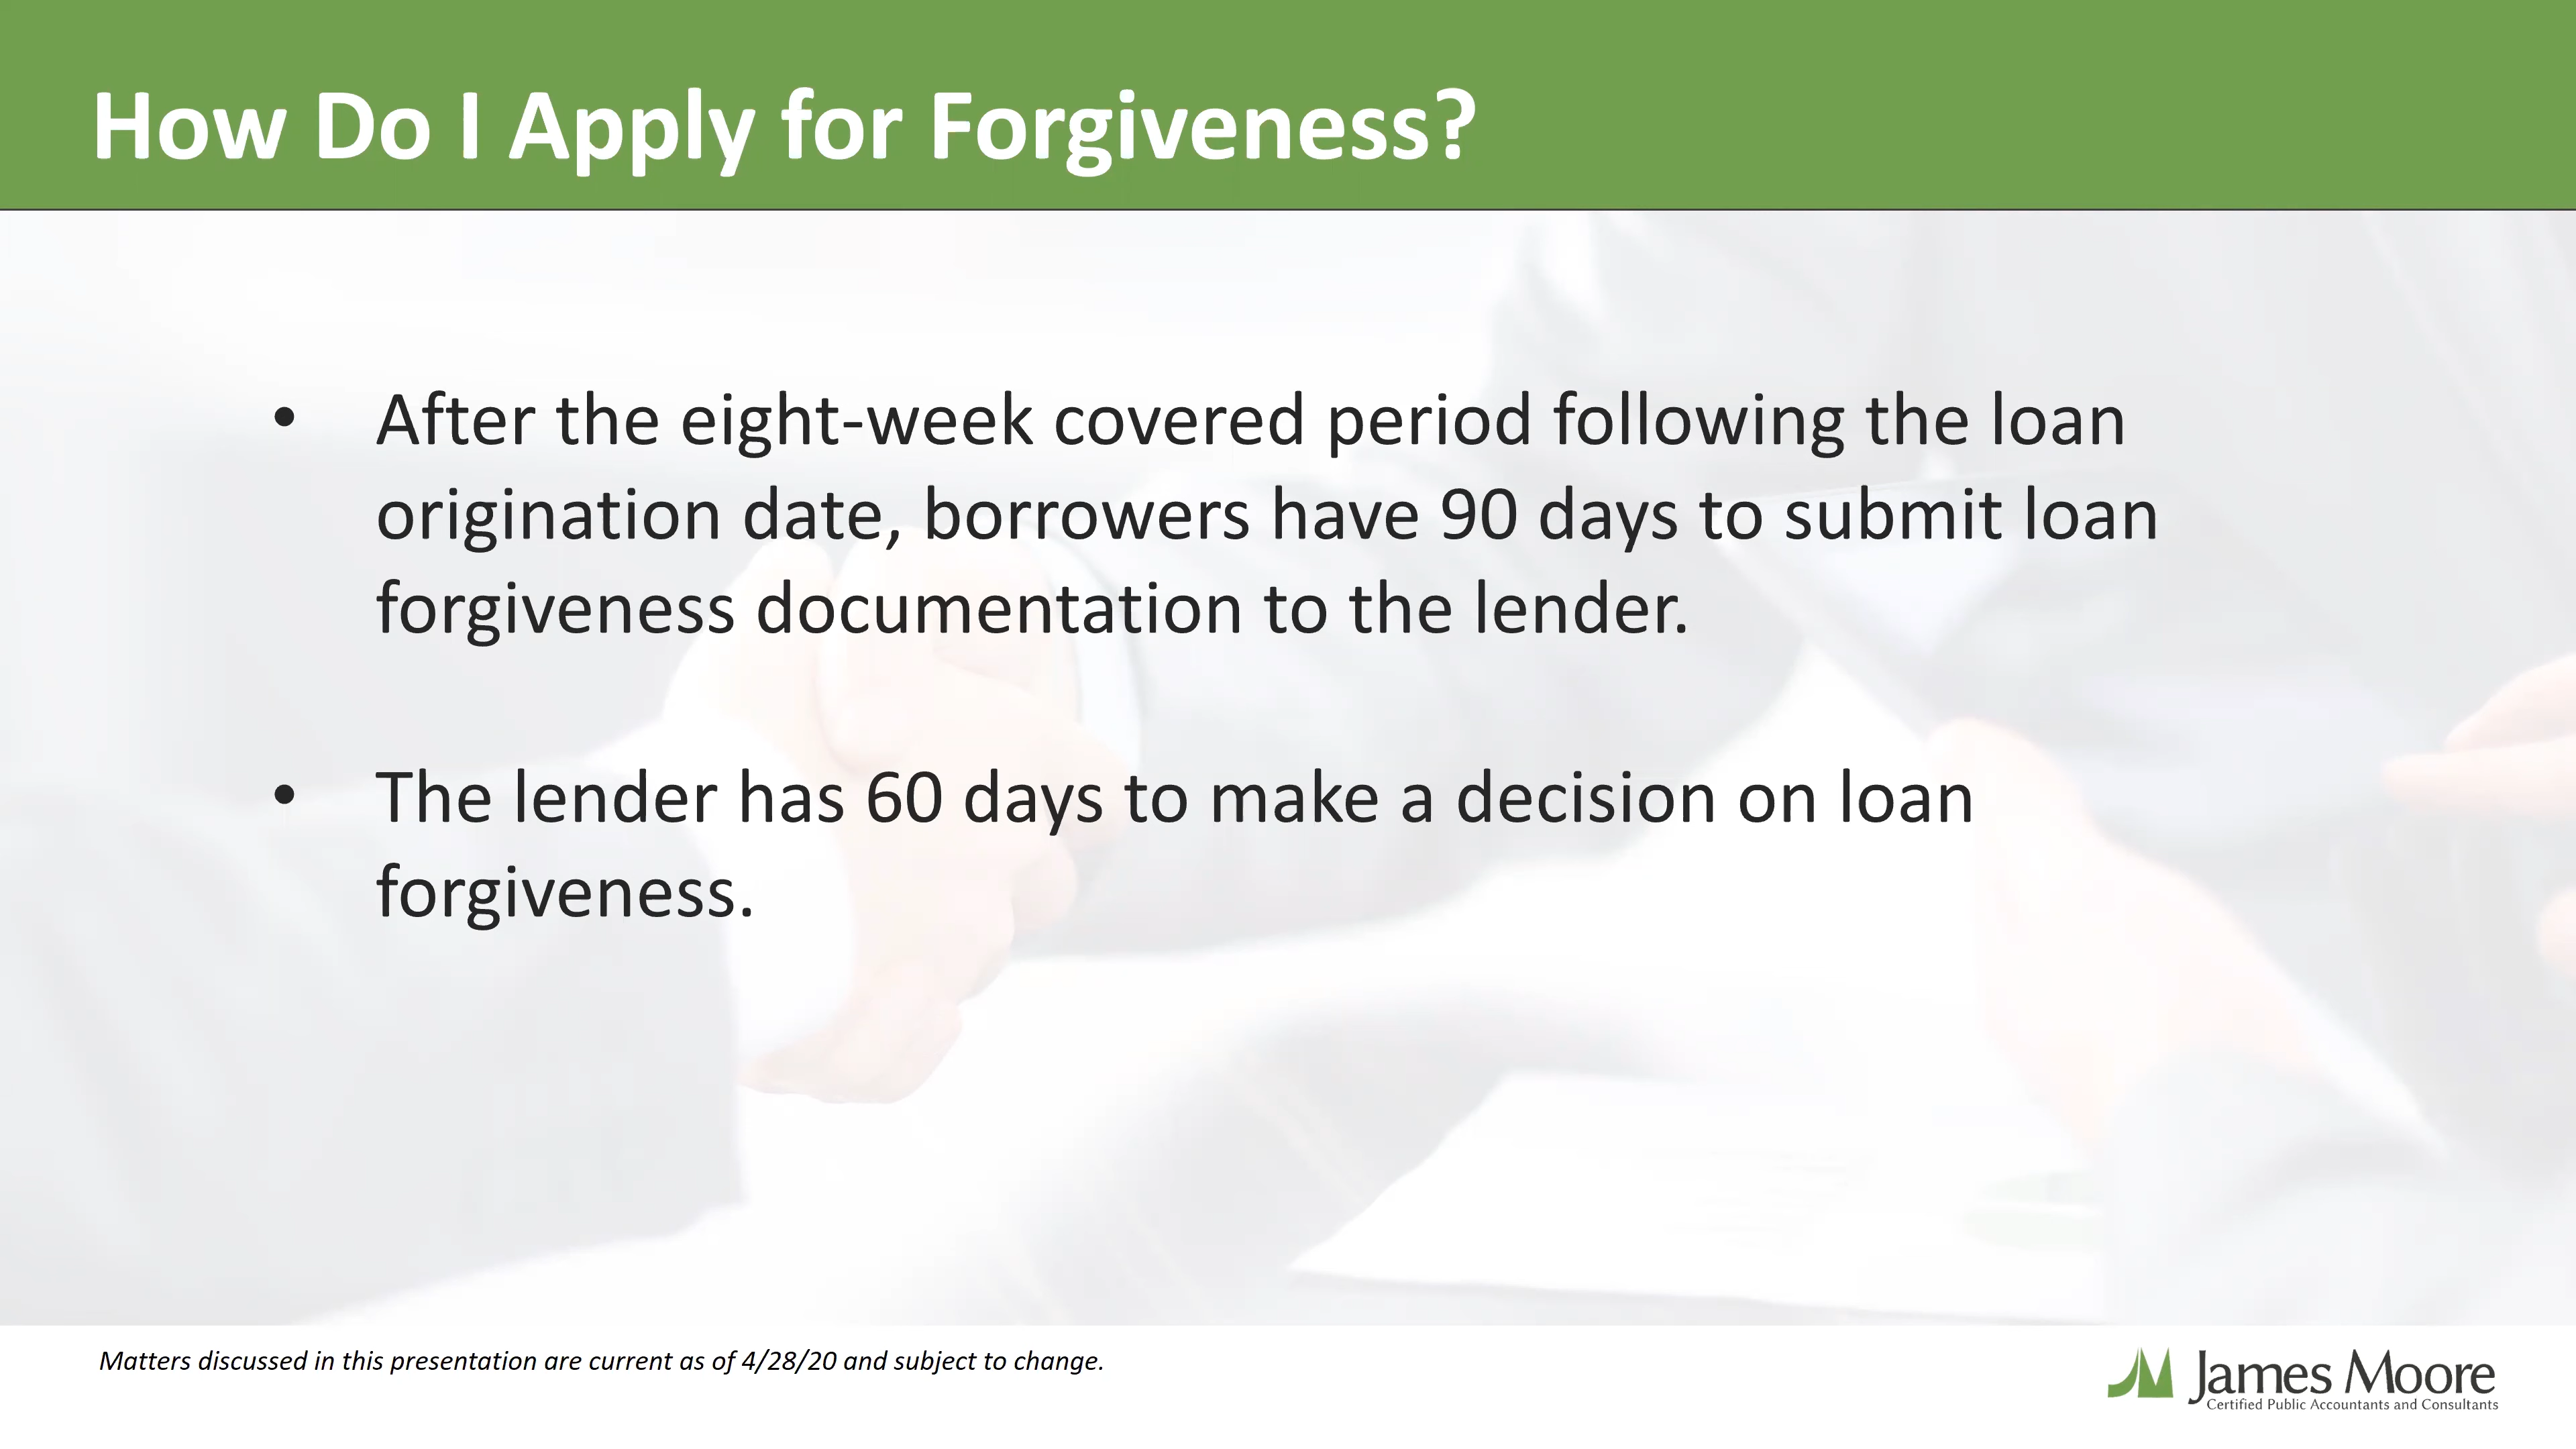 How Do I Apply for Forgiveness?
• After the eight-week covered period following the loan
origination date, borrowers have 90 days to submit loan
forgiveness documentation to the lender.
• The lender has 60 days to make a decision on loan
forgiveness.
Matters discussed in this presentation are current as of 4/28/20 and subject to change.
James Moore
Certified Public Accountants and Consultants